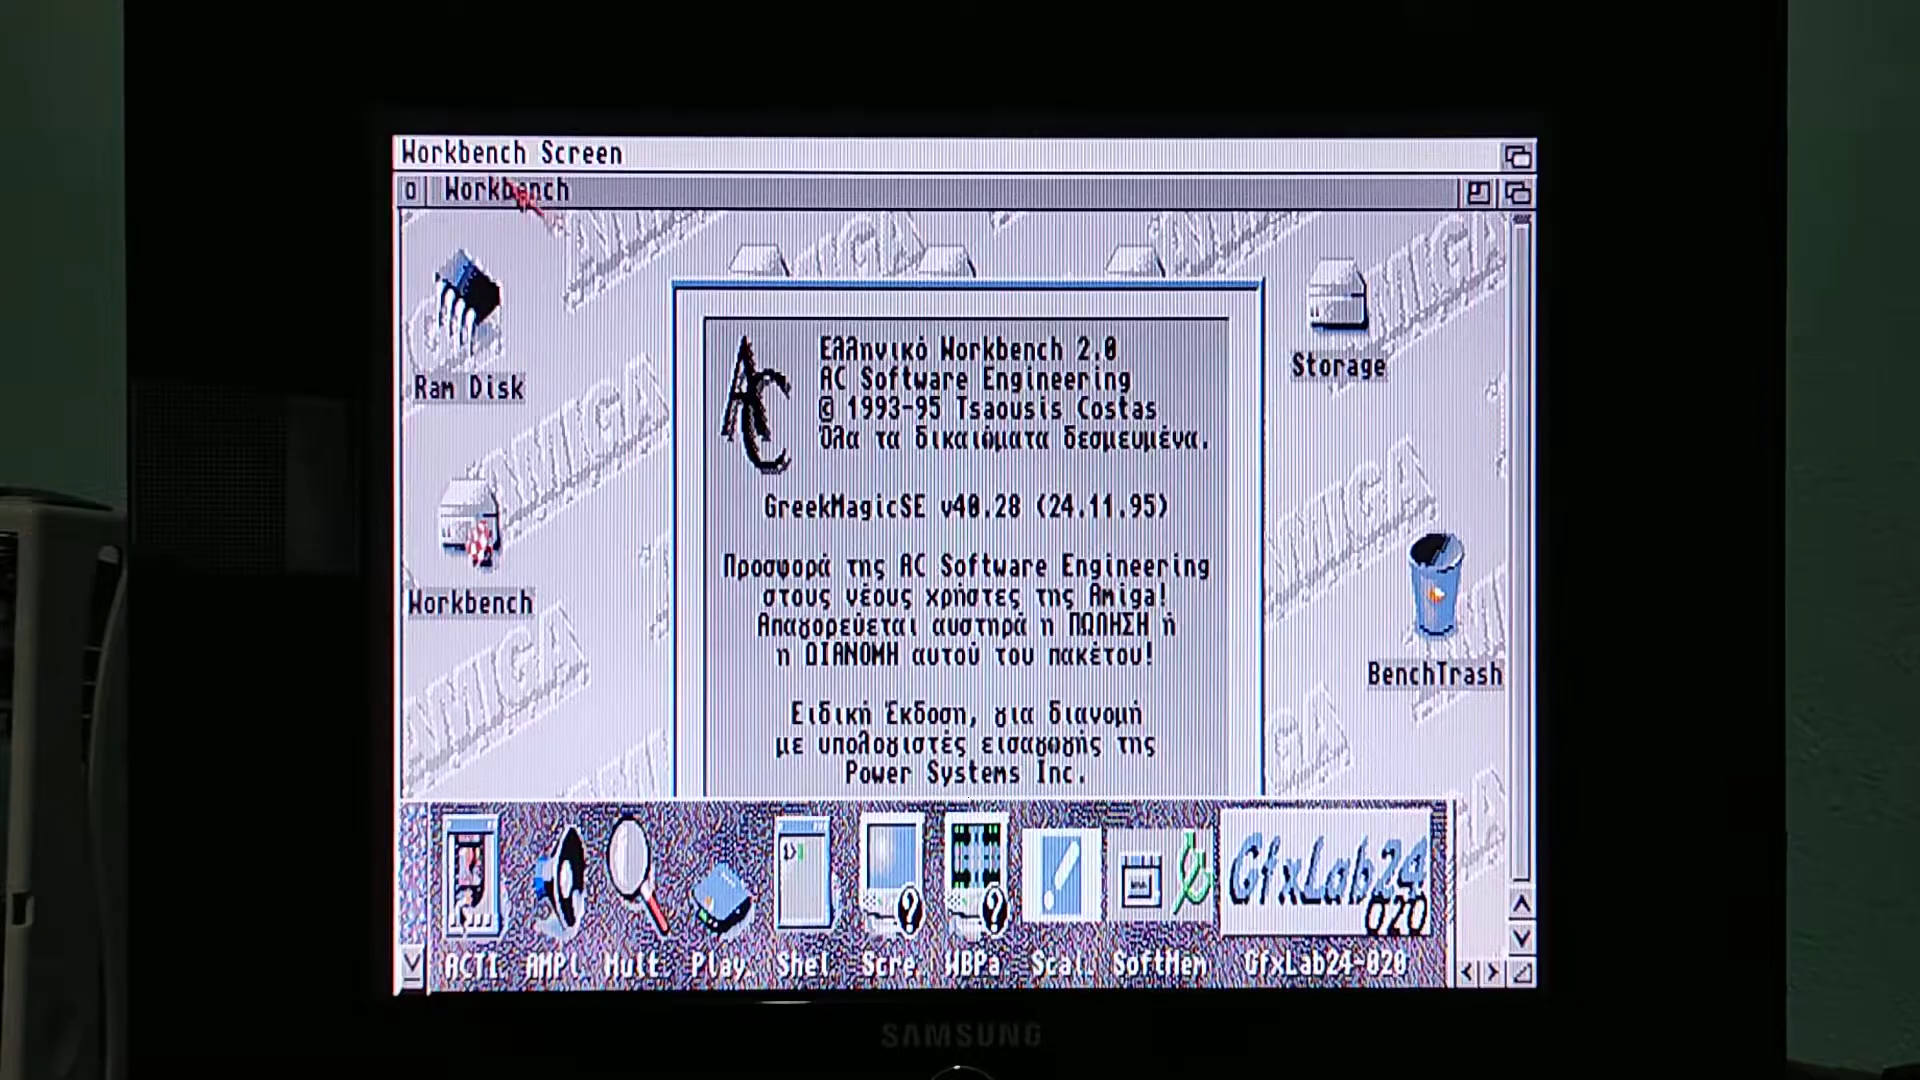 Workbench Screen
Workbench
Ram Disk
Workbench
Storage
BenchTrash
AC
Ελληνικό Workbench 2.0
AC Software Engineering
© 1993-95 Tsaousis Costas
Όλα τα δικαιώματα δεσμευμένα.
GreekMagicSE v40.28 (24.11.95)
Προσφορά της AC Software Engineering
στους νέους χρήστες της Amiga!
Απαγορεύεται αυστηρά η ΠΩΛΗΣΗ ή
η ΔΙΑΝΟΜΗ αυτού του πακέτου!
Ειδική Έκδοση, για διανομή
με υπολογιστές εισαγωγής της
Power Systems Inc.
GfxLab24
020
ACTI. AMPl. Mult. Play. Shel. Scre. WBPa Scal. SoftMem GfxLab24-020
AMIGA
SAMSUNG